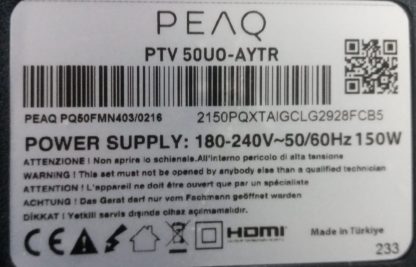 PEAQ
PTV 50U0-AYTR
PEAQ PQ50FMN403/0216 2150PQXTAIGCLG2928FCB5
POWER SUPPLY: 180-240V~50/60Hz 150W
ATTENZIONE ! Non aprire lo schienale.All'interno pericolo di alta tensione
WARNING ! This set must not be opened by anybody else than a qualified technician
ATTENTION ! L'appareil ne doit être ouvert que par un spécialiste
ACHTUNG ! Das Gerät darf nur vom Fachmann geöffnet warden
DİKKAT ! Yetkili servis dışında cihaz açılmamalıdır.
CE HDMI Made in Türkiye
233